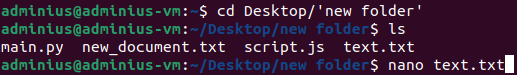 adminius@adminius-vm:~$ cd Desktop/'new folder'
adminius@adminius-vm:~/Desktop/new folder$ ls
main.py  new_document.txt  script.js  text.txt
adminius@adminius-vm:~/Desktop/new folder$ nano text.txt